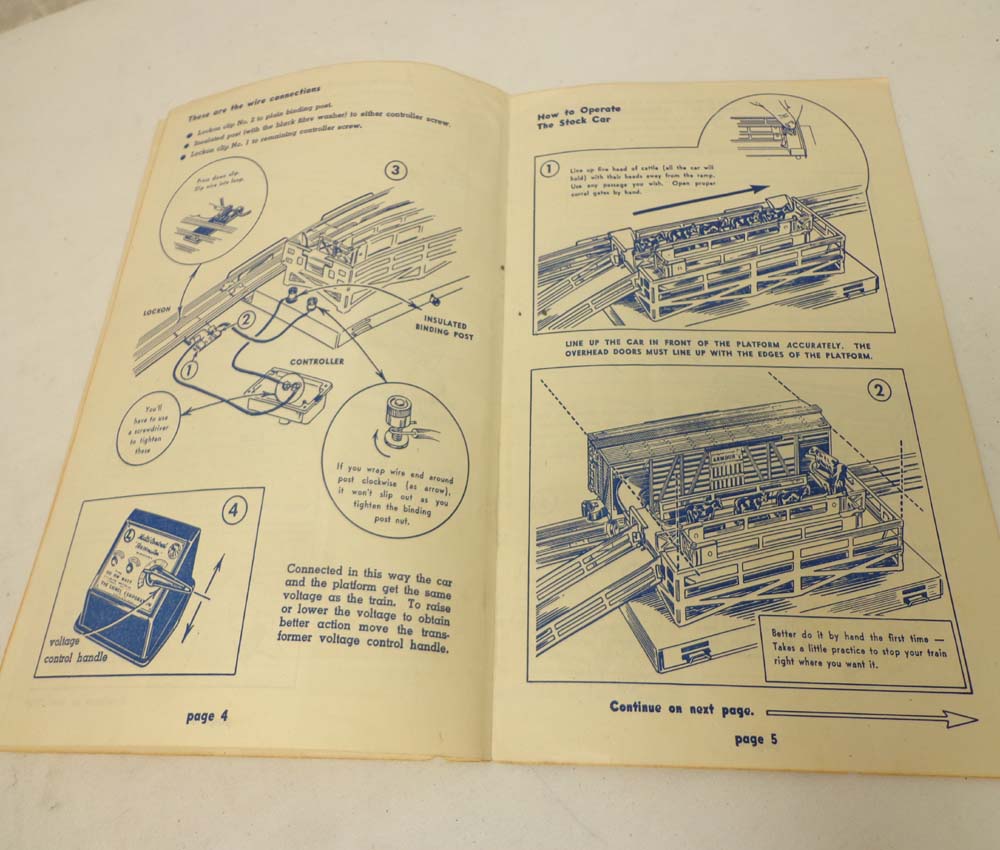 These are the wire connections
● Lockon clip No. 2 to plain binding post.
● Insulated post (with the black fibre washer) to either controller screw.
● Lockon clip No. 1 to remaining controller screw.
Press down clip.
Slip wire into loop.
3
LOCKON
2
1
INSULATED
BINDING POST
CONTROLLER
You'll
have to use
a screwdriver
to tighten
these
If you wrap wire end around
post clockwise (as arrow),
it won't slip out as you
tighten the binding
post nut.
4
Multi-Control
Transformer
THE LIONEL CORPORATION
voltage
control handle
Connected in this way the car
and the platform get the same
voltage as the train. To raise
or lower the voltage to obtain
better action move the trans-
former voltage control handle.
page 4
How to Operate
The Stock Car
1
Line up five head of cattle (all the car will
hold) with their heads away from the ramp.
Use any passage you wish. Open proper
corral gates by hand.
LINE UP THE CAR IN FRONT OF THE PLATFORM ACCURATELY. THE
OVERHEAD DOORS MUST LINE UP WITH THE EDGES OF THE PLATFORM.
2
ARMOUR
Better do it by hand the first time —
Takes a little practice to stop your train
right where you want it.
Continue on next page.
page 5